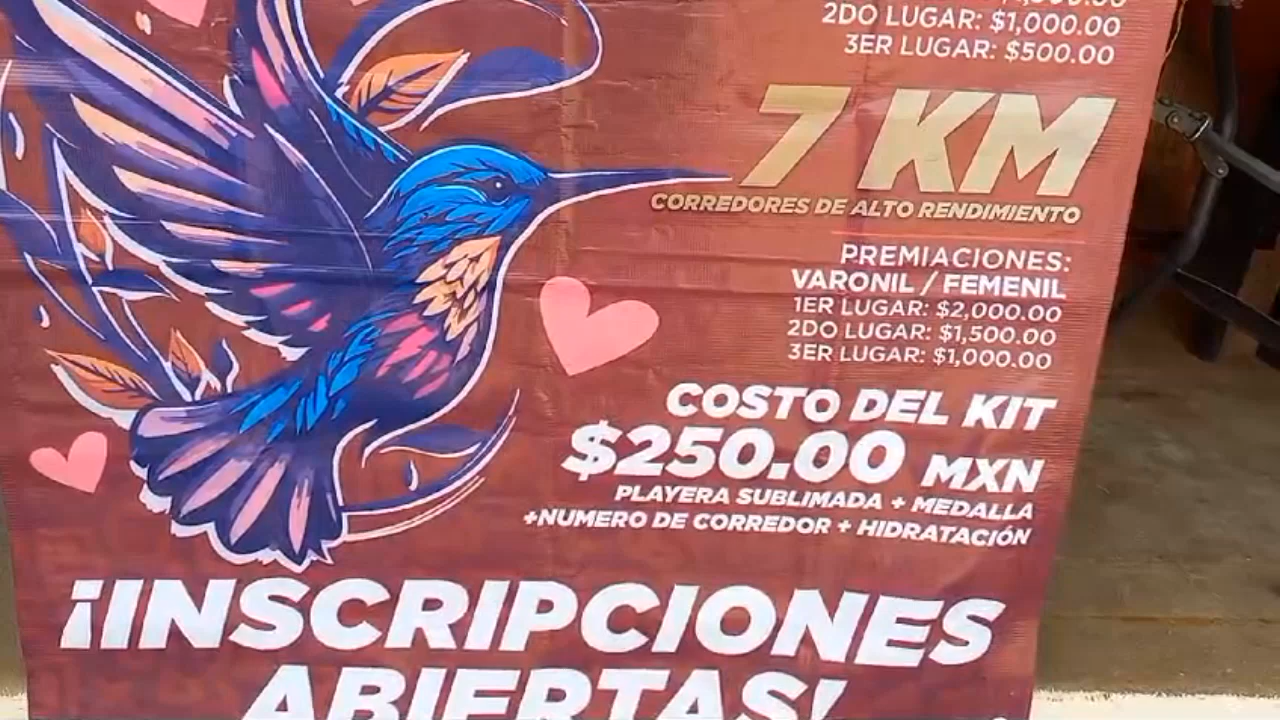 2DO LUGAR: $1,000.00
3ER LUGAR: $500.00
7 KM
CORREDORES DE ALTO RENDIMIENTO
PREMIACIONES:
VARONIL / FEMENIL
1ER LUGAR: $2,000.00
2DO LUGAR: $1,500.00
3ER LUGAR: $1,000.00
COSTO DEL KIT
$250.00 MXN
PLAYERA SUBLIMADA + MEDALLA
+NUMERO DE CORREDOR + HIDRATACIÓN
¡INSCRIPCIONES
ABIERTAS!